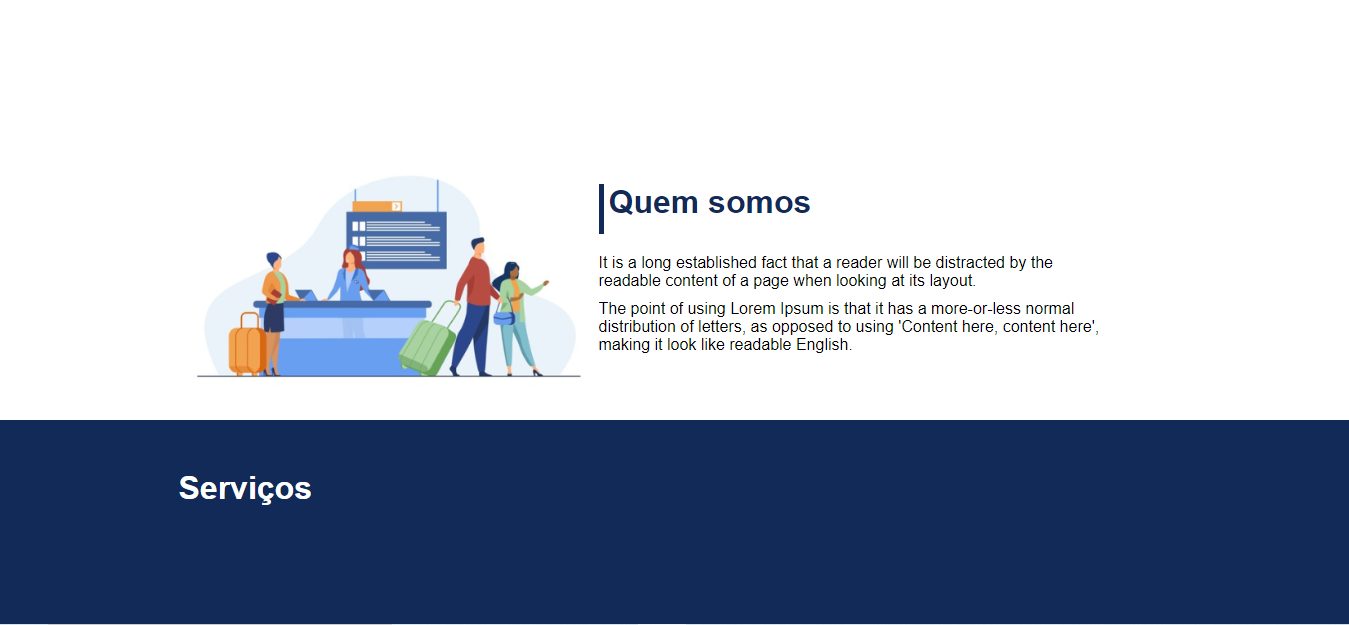 Quem somos
It is a long established fact that a reader will be distracted by the
readable content of a page when looking at its layout.
The point of using Lorem Ipsum is that it has a more-or-less normal
distribution of letters, as opposed to using 'Content here, content here',
making it look like readable English.
Serviços